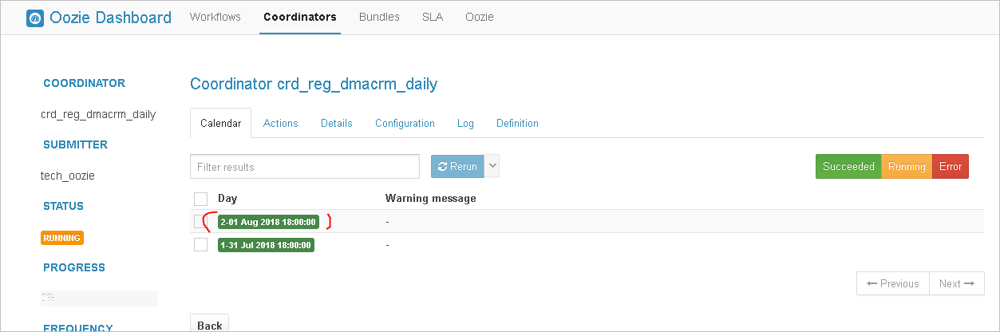 Oozie Dashboard Workflows Coordinators Bundles SLA Oozie
COORDINATOR
crd_reg_dmacrm_daily
SUBMITTER
tech_oozie
STATUS
RUNNING
PROGRESS
0%
FREQUENCY
Coordinator crd_reg_dmacrm_daily
Calendar Actions Details Configuration Log Definition
Filter results Rerun Succeeded Running Error
Day Warning message
2-01 Aug 2018 18:00:00 -
1-31 Jul 2018 18:00:00 -
Previous Next
Back